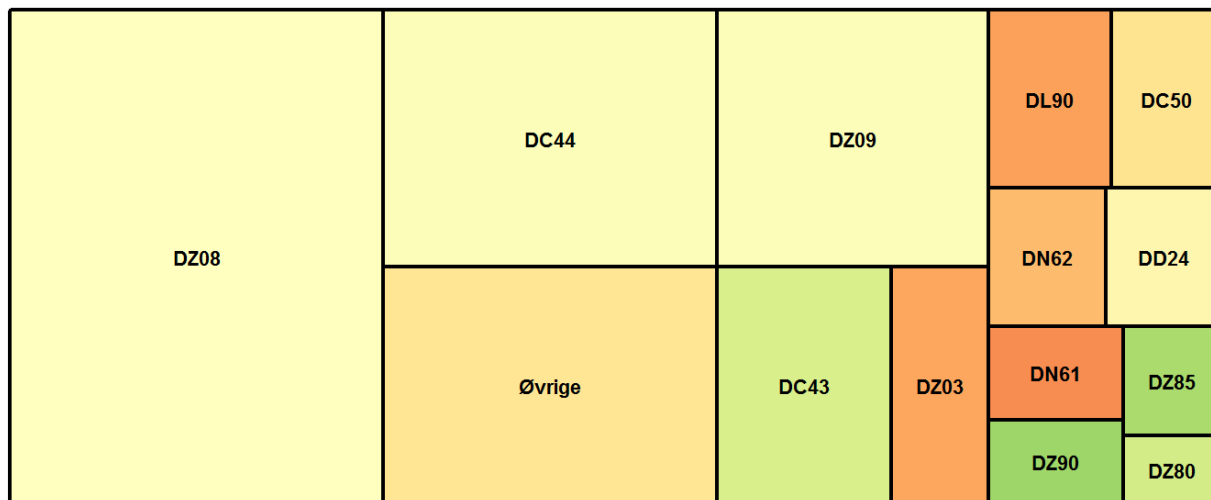 DZ08
DC44
DZ09
DL90
DC50
DN62
DD24
Øvrige
DC43
DZ03
DN61
DZ85
DZ90
DZ80